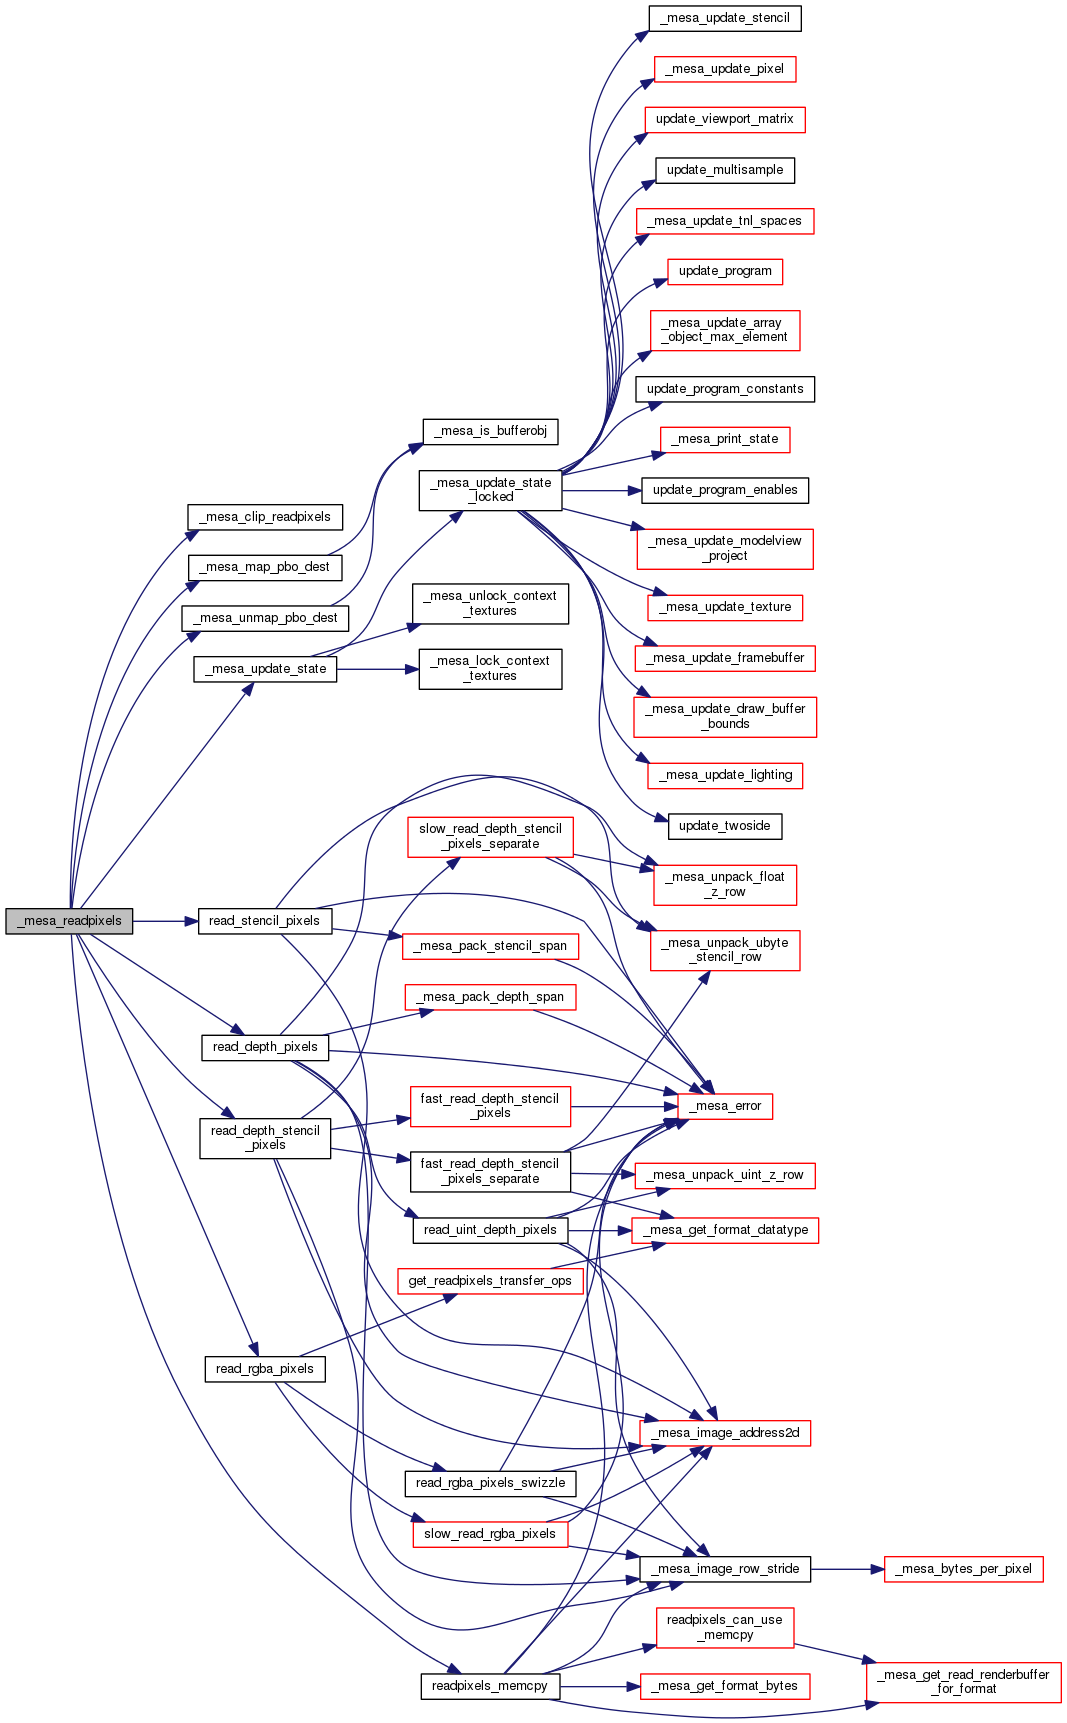 _mesa_update_stencil
_mesa_update_pixel
update_viewport_matrix
update_multisample
_mesa_update_tnl_spaces
update_program
_mesa_update_array
_object_max_element
update_program_constants
_mesa_is_bufferobj
_mesa_print_state
_mesa_update_state
_locked
update_program_enables
_mesa_clip_readpixels
_mesa_update_modelview
_project
_mesa_map_pbo_dest
_mesa_unlock_context
_textures
_mesa_update_texture
_mesa_unmap_pbo_dest
_mesa_update_state
_mesa_lock_context
_textures
_mesa_update_framebuffer
_mesa_update_draw_buffer
_bounds
_mesa_update_lighting
update_twoside
slow_read_depth_stencil
_pixels_separate
_mesa_unpack_float
_z_row
_mesa_readpixels
read_stencil_pixels
_mesa_pack_stencil_span
_mesa_unpack_ubyte
_stencil_row
_mesa_pack_depth_span
read_depth_pixels
fast_read_depth_stencil
_pixels
_mesa_error
read_depth_stencil
_pixels
fast_read_depth_stencil
_pixels_separate
_mesa_unpack_uint_z_row
read_uint_depth_pixels
_mesa_get_format_datatype
get_readpixels_transfer_ops
read_rgba_pixels
_mesa_image_address2d
read_rgba_pixels_swizzle
slow_read_rgba_pixels
_mesa_image_row_stride
_mesa_bytes_per_pixel
readpixels_can_use
_memcpy
readpixels_memcpy
_mesa_get_format_bytes
_mesa_get_read_renderbuffer
_for_format